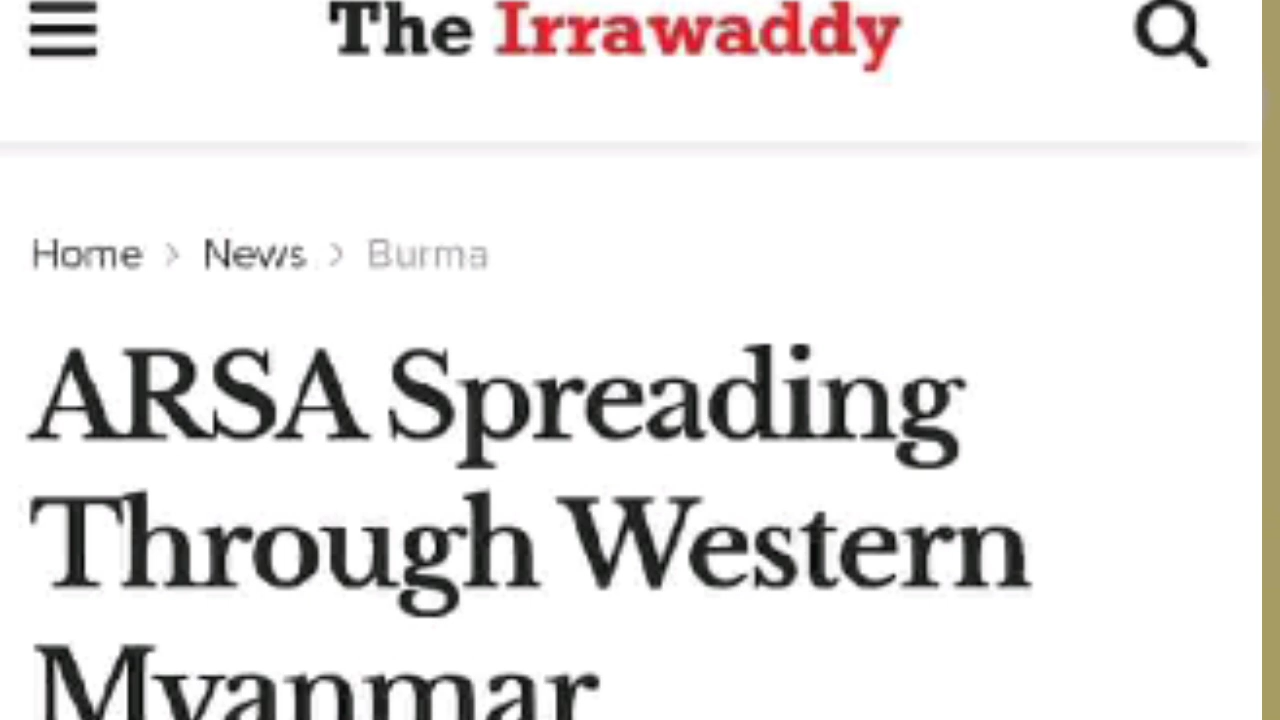 The Irrawaddy
Home > News > Burma
ARSA Spreading
Through Western
Myanmar